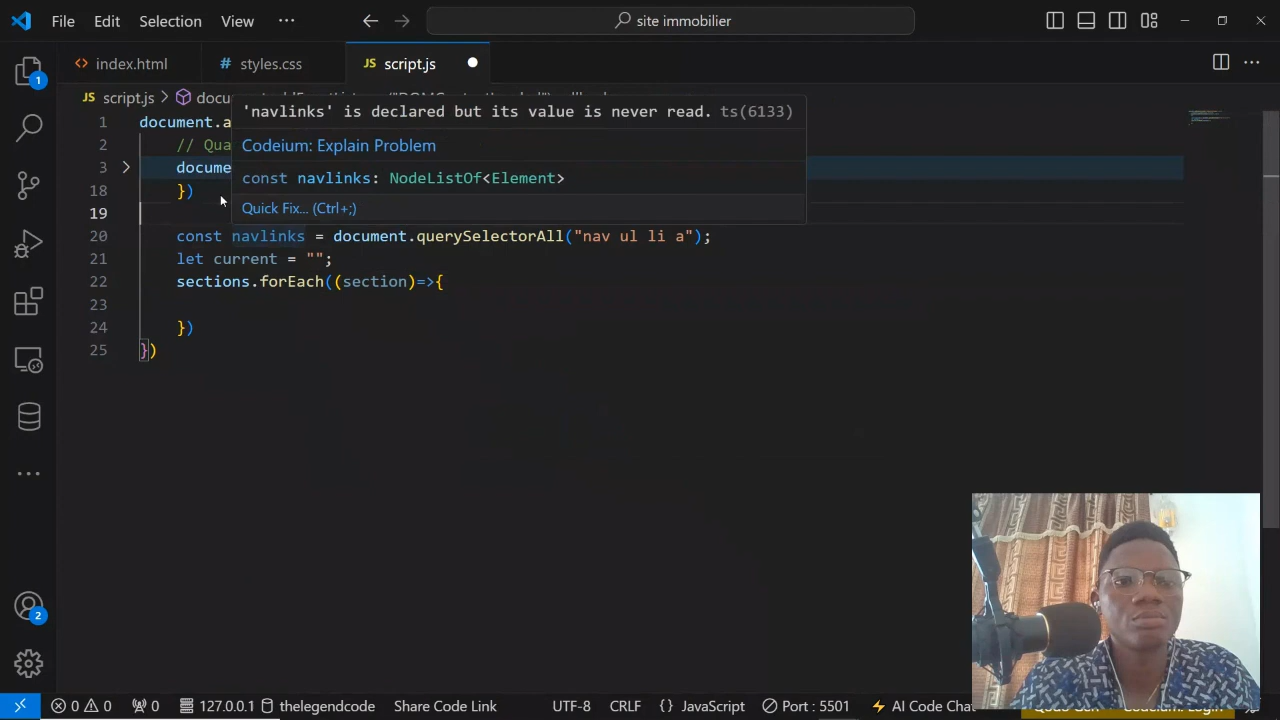 File Edit Selection View ··· site immobilier
index.html styles.css JS script.js
JS script.js > docu
'navlinks' is declared but its value is never read. ts(6133)
Codeium: Explain Problem
const navlinks: NodeListOf<Element>
Quick Fix... (Ctrl+;)
1 document.a
2 // Qua
3 docume
18 })
19
20 const navlinks = document.querySelectorAll("nav ul li a");
21 let current = "";
22 sections.forEach((section)=>{
23
24 })
25 })
1
2
0 0 0 127.0.0.1 thelegendcode Share Code Link UTF-8 CRLF {} JavaScript Port : 5501 AI Code Chat